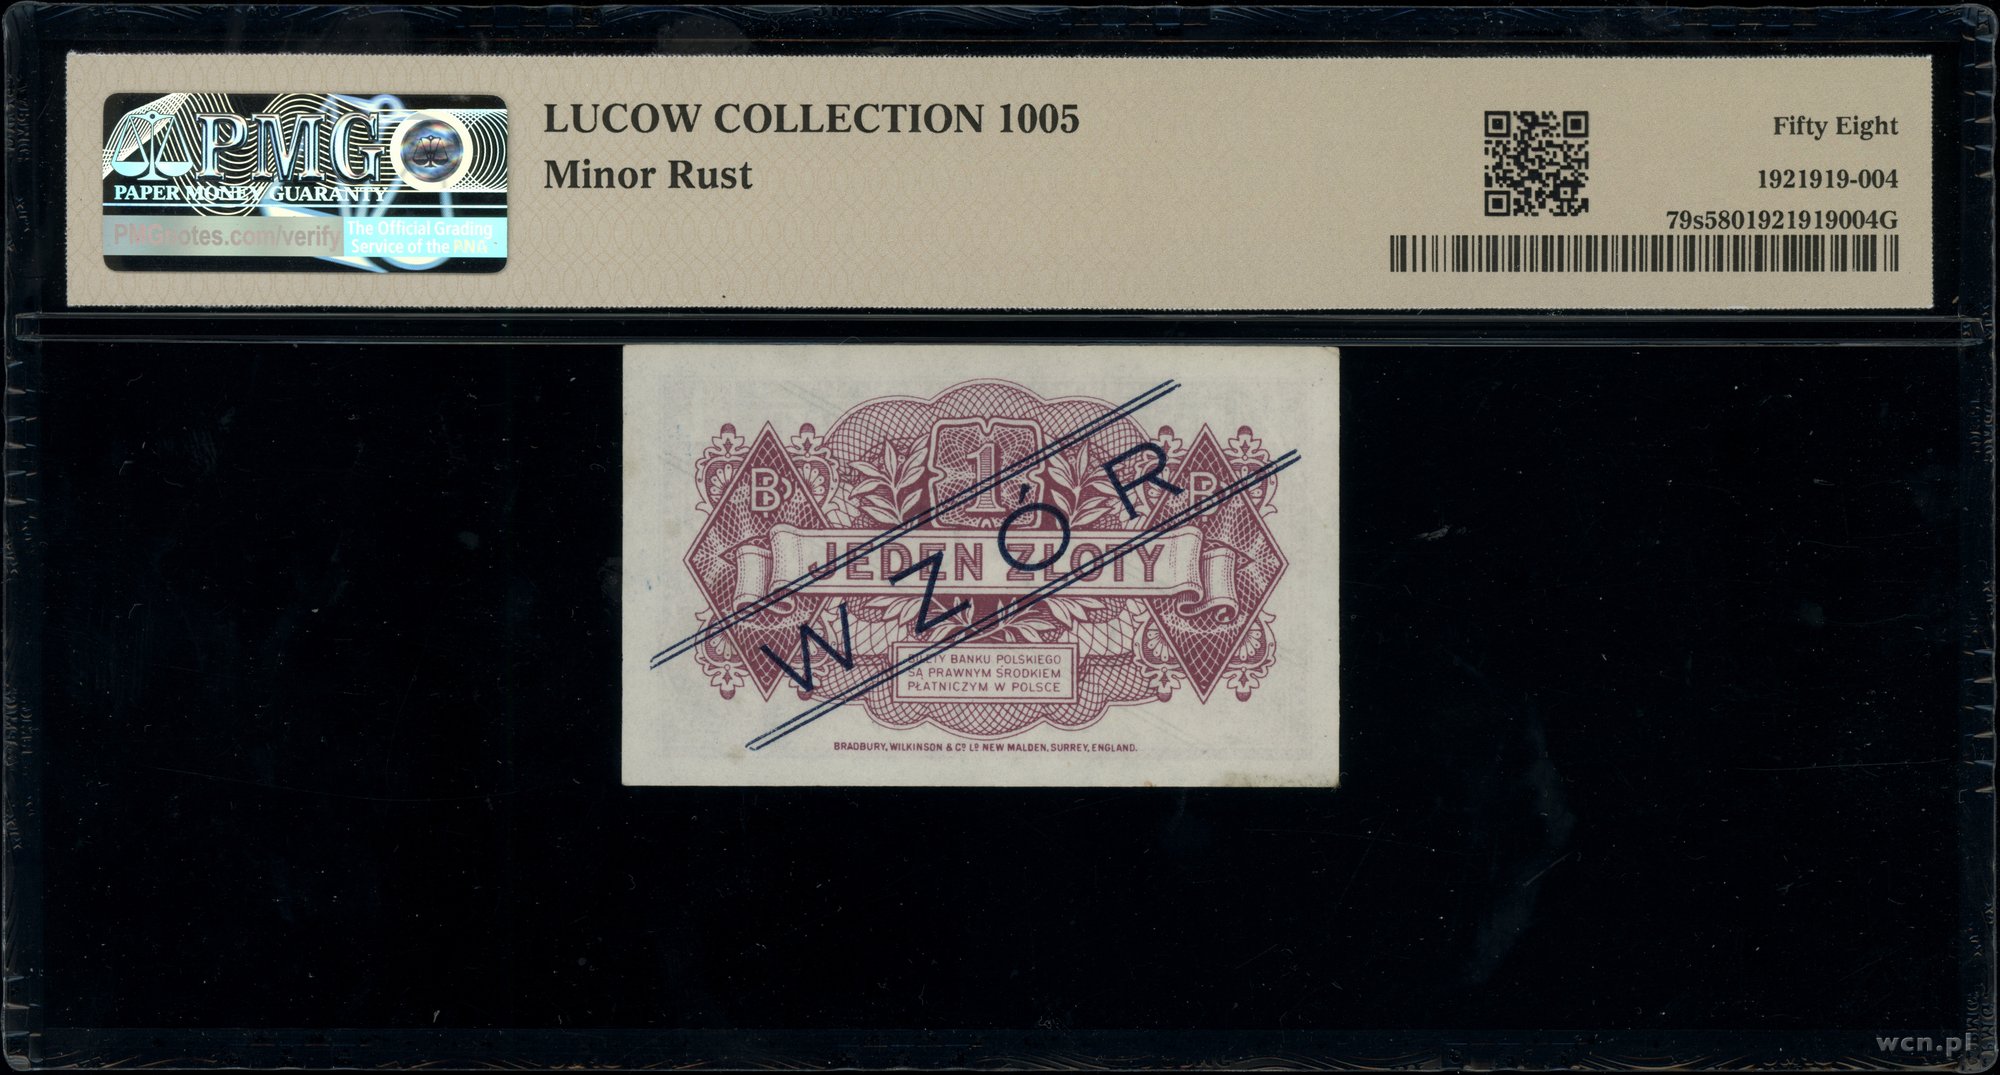 PMG
PAPER MONEY GUARANTY
PMGnotes.com/verify
The Official Grading
Service of the PNG
LUCOW COLLECTION 1005
Minor Rust
Fifty Eight
1921919-004
79s5801921919004G
1
BP
BP
JEDEN ZŁOTY
WZÓR
BILETY BANKU POLSKIEGO
SĄ PRAWNYM ŚRODKIEM
PŁATNICZYM W POLSCE
BRADBURY, WILKINSON & Cº Lº NEW MALDEN, SURREY, ENGLAND.
wcn.pl